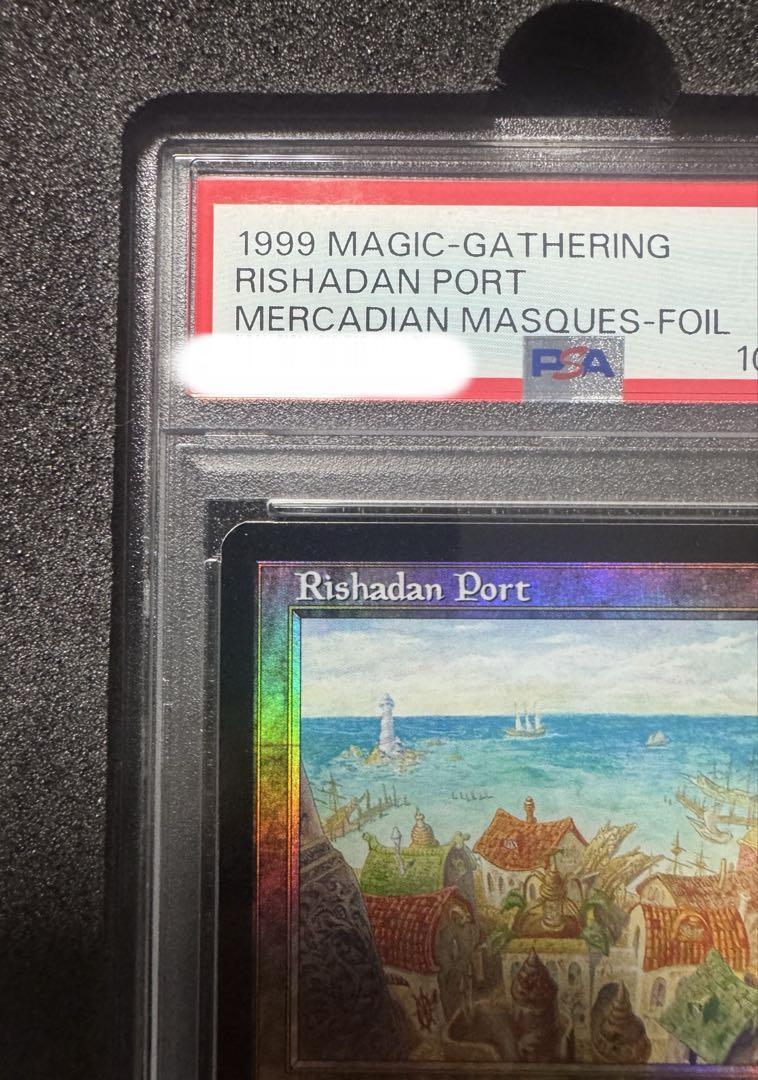 1999 MAGIC-GATHERING
RISHADAN PORT
MERCADIAN MASQUES-FOIL
PSA
Rishadan Port